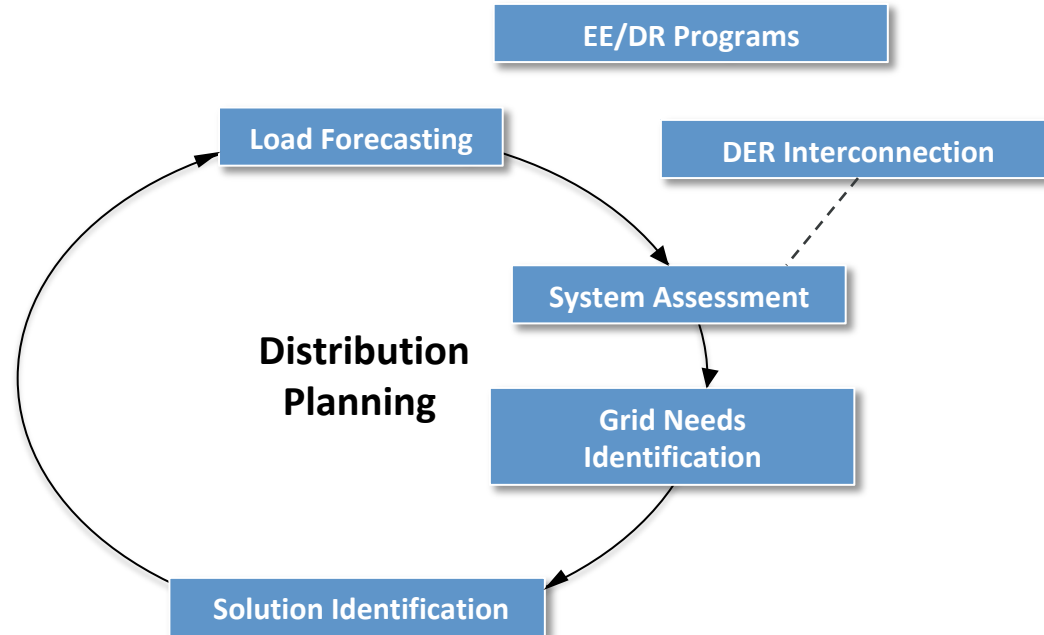 EE/DR Programs
Load Forecasting
DER Interconnection
System Assessment
Distribution
Planning
Grid Needs
Identification
Solution Identification